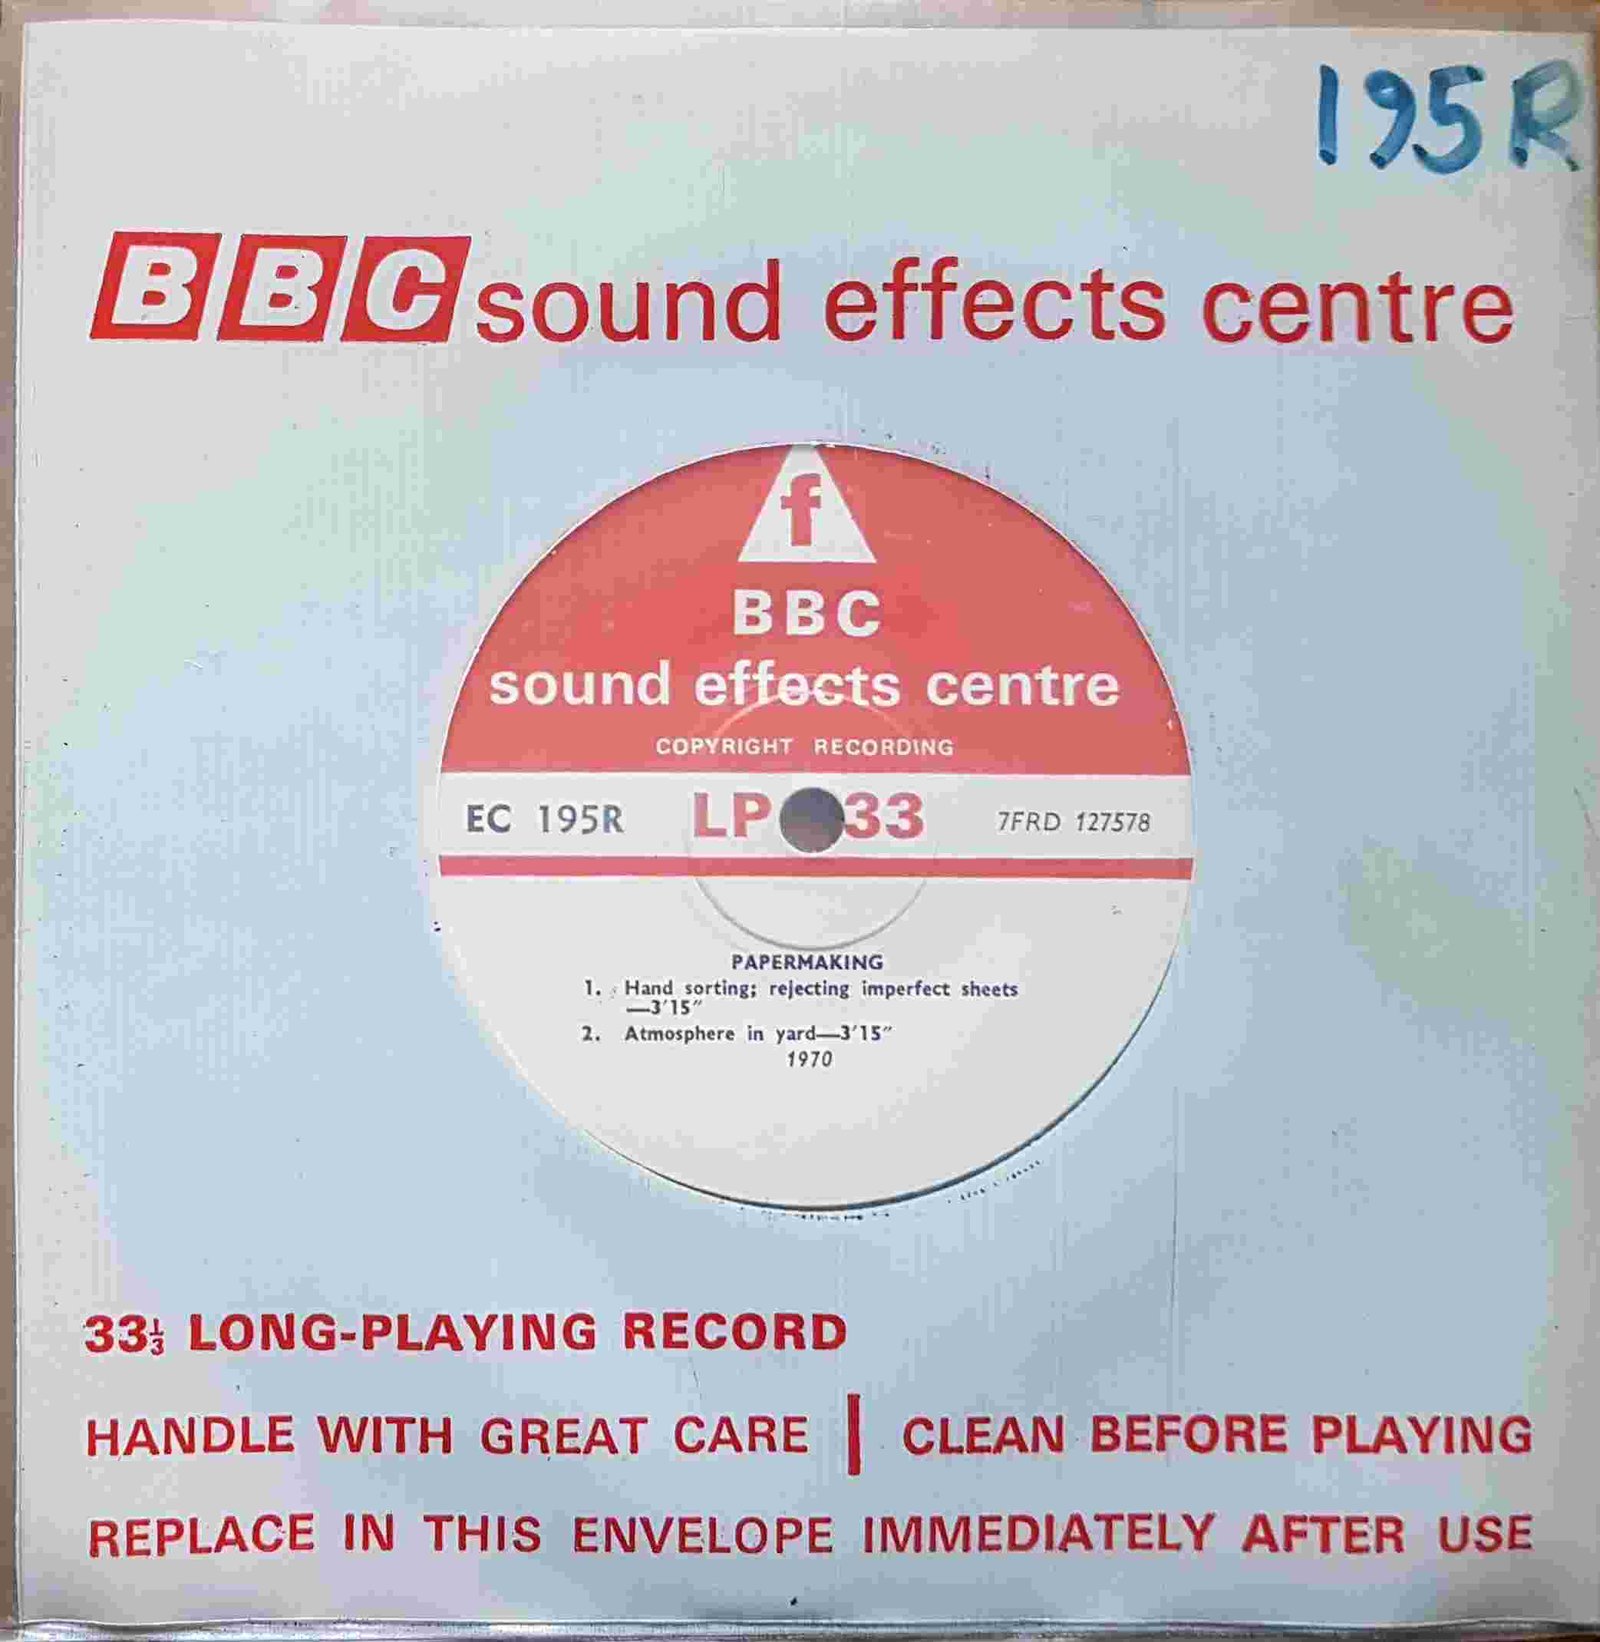 195R
BBC sound effects centre
f
BBC
sound effects centre
COPYRIGHT RECORDING
EC 195R LP 33 7FRD 127578
PAPERMAKING
1. Hand sorting; rejecting imperfect sheets
—3′15″
2. Atmosphere in yard—3′15″
1970
33⅓ LONG-PLAYING RECORD
HANDLE WITH GREAT CARE | CLEAN BEFORE PLAYING
REPLACE IN THIS ENVELOPE IMMEDIATELY AFTER USE